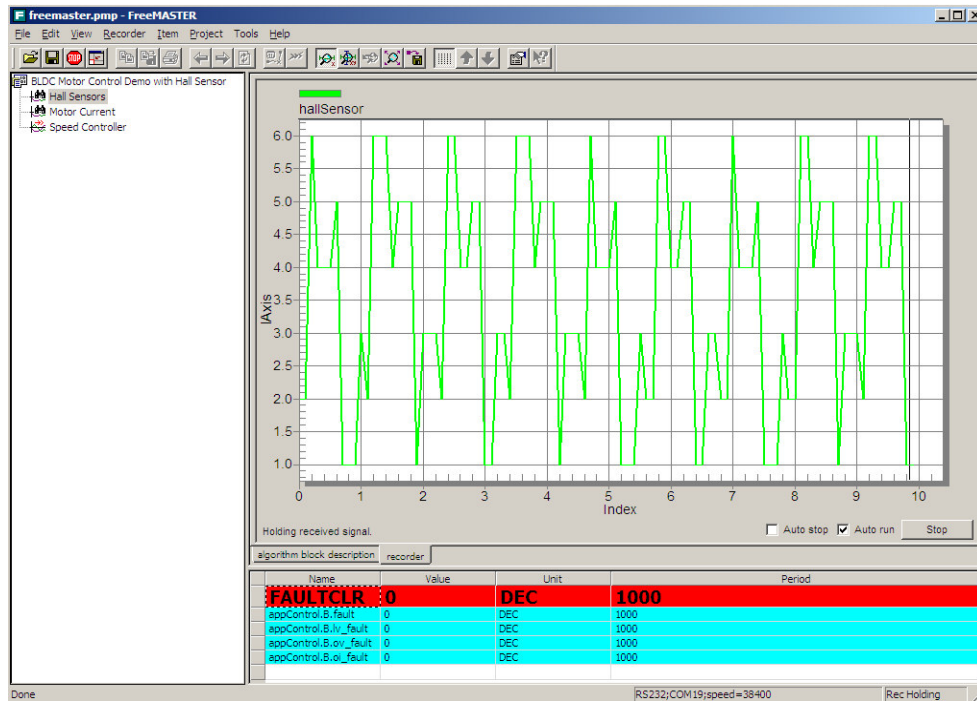 freemaster.pmp - FreeMASTER
File Edit View Recorder Item Project Tools Help
BLDC Motor Control Demo with Hall Sensor
Hall Sensors
Motor Current
Speed Controller
hallSensor
6.0
5.5
5.0
4.5
4.0
3.5
3.0
2.5
2.0
1.5
1.0
IAxis
0 1 2 3 4 5 6 7 8 9 10
Index
Holding received signal.
Auto stop Auto run Stop
algorithm block description recorder
Name Value Unit Period
FAULTCLR 0 DEC 1000
appControl.B.fault 0 DEC 1000
appControl.B.lv_fault 0 DEC 1000
appControl.B.ov_fault 0 DEC 1000
appControl.B.oi_fault 0 DEC 1000
Done RS232;COM19;speed=38400 Rec Holding